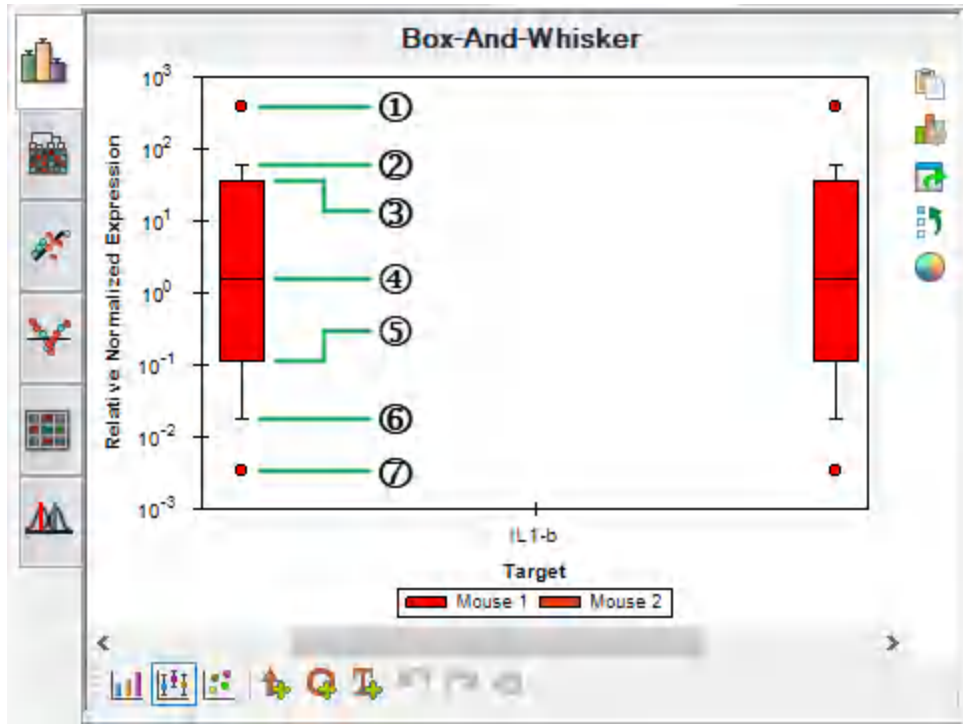 Box-And-Whisker
Relative Normalized Expression
10³
10²
10¹
10⁰
10⁻¹
10⁻²
10⁻³
①
②
③
④
⑤
⑥
⑦
IL1-b
Target
Mouse 1 Mouse 2